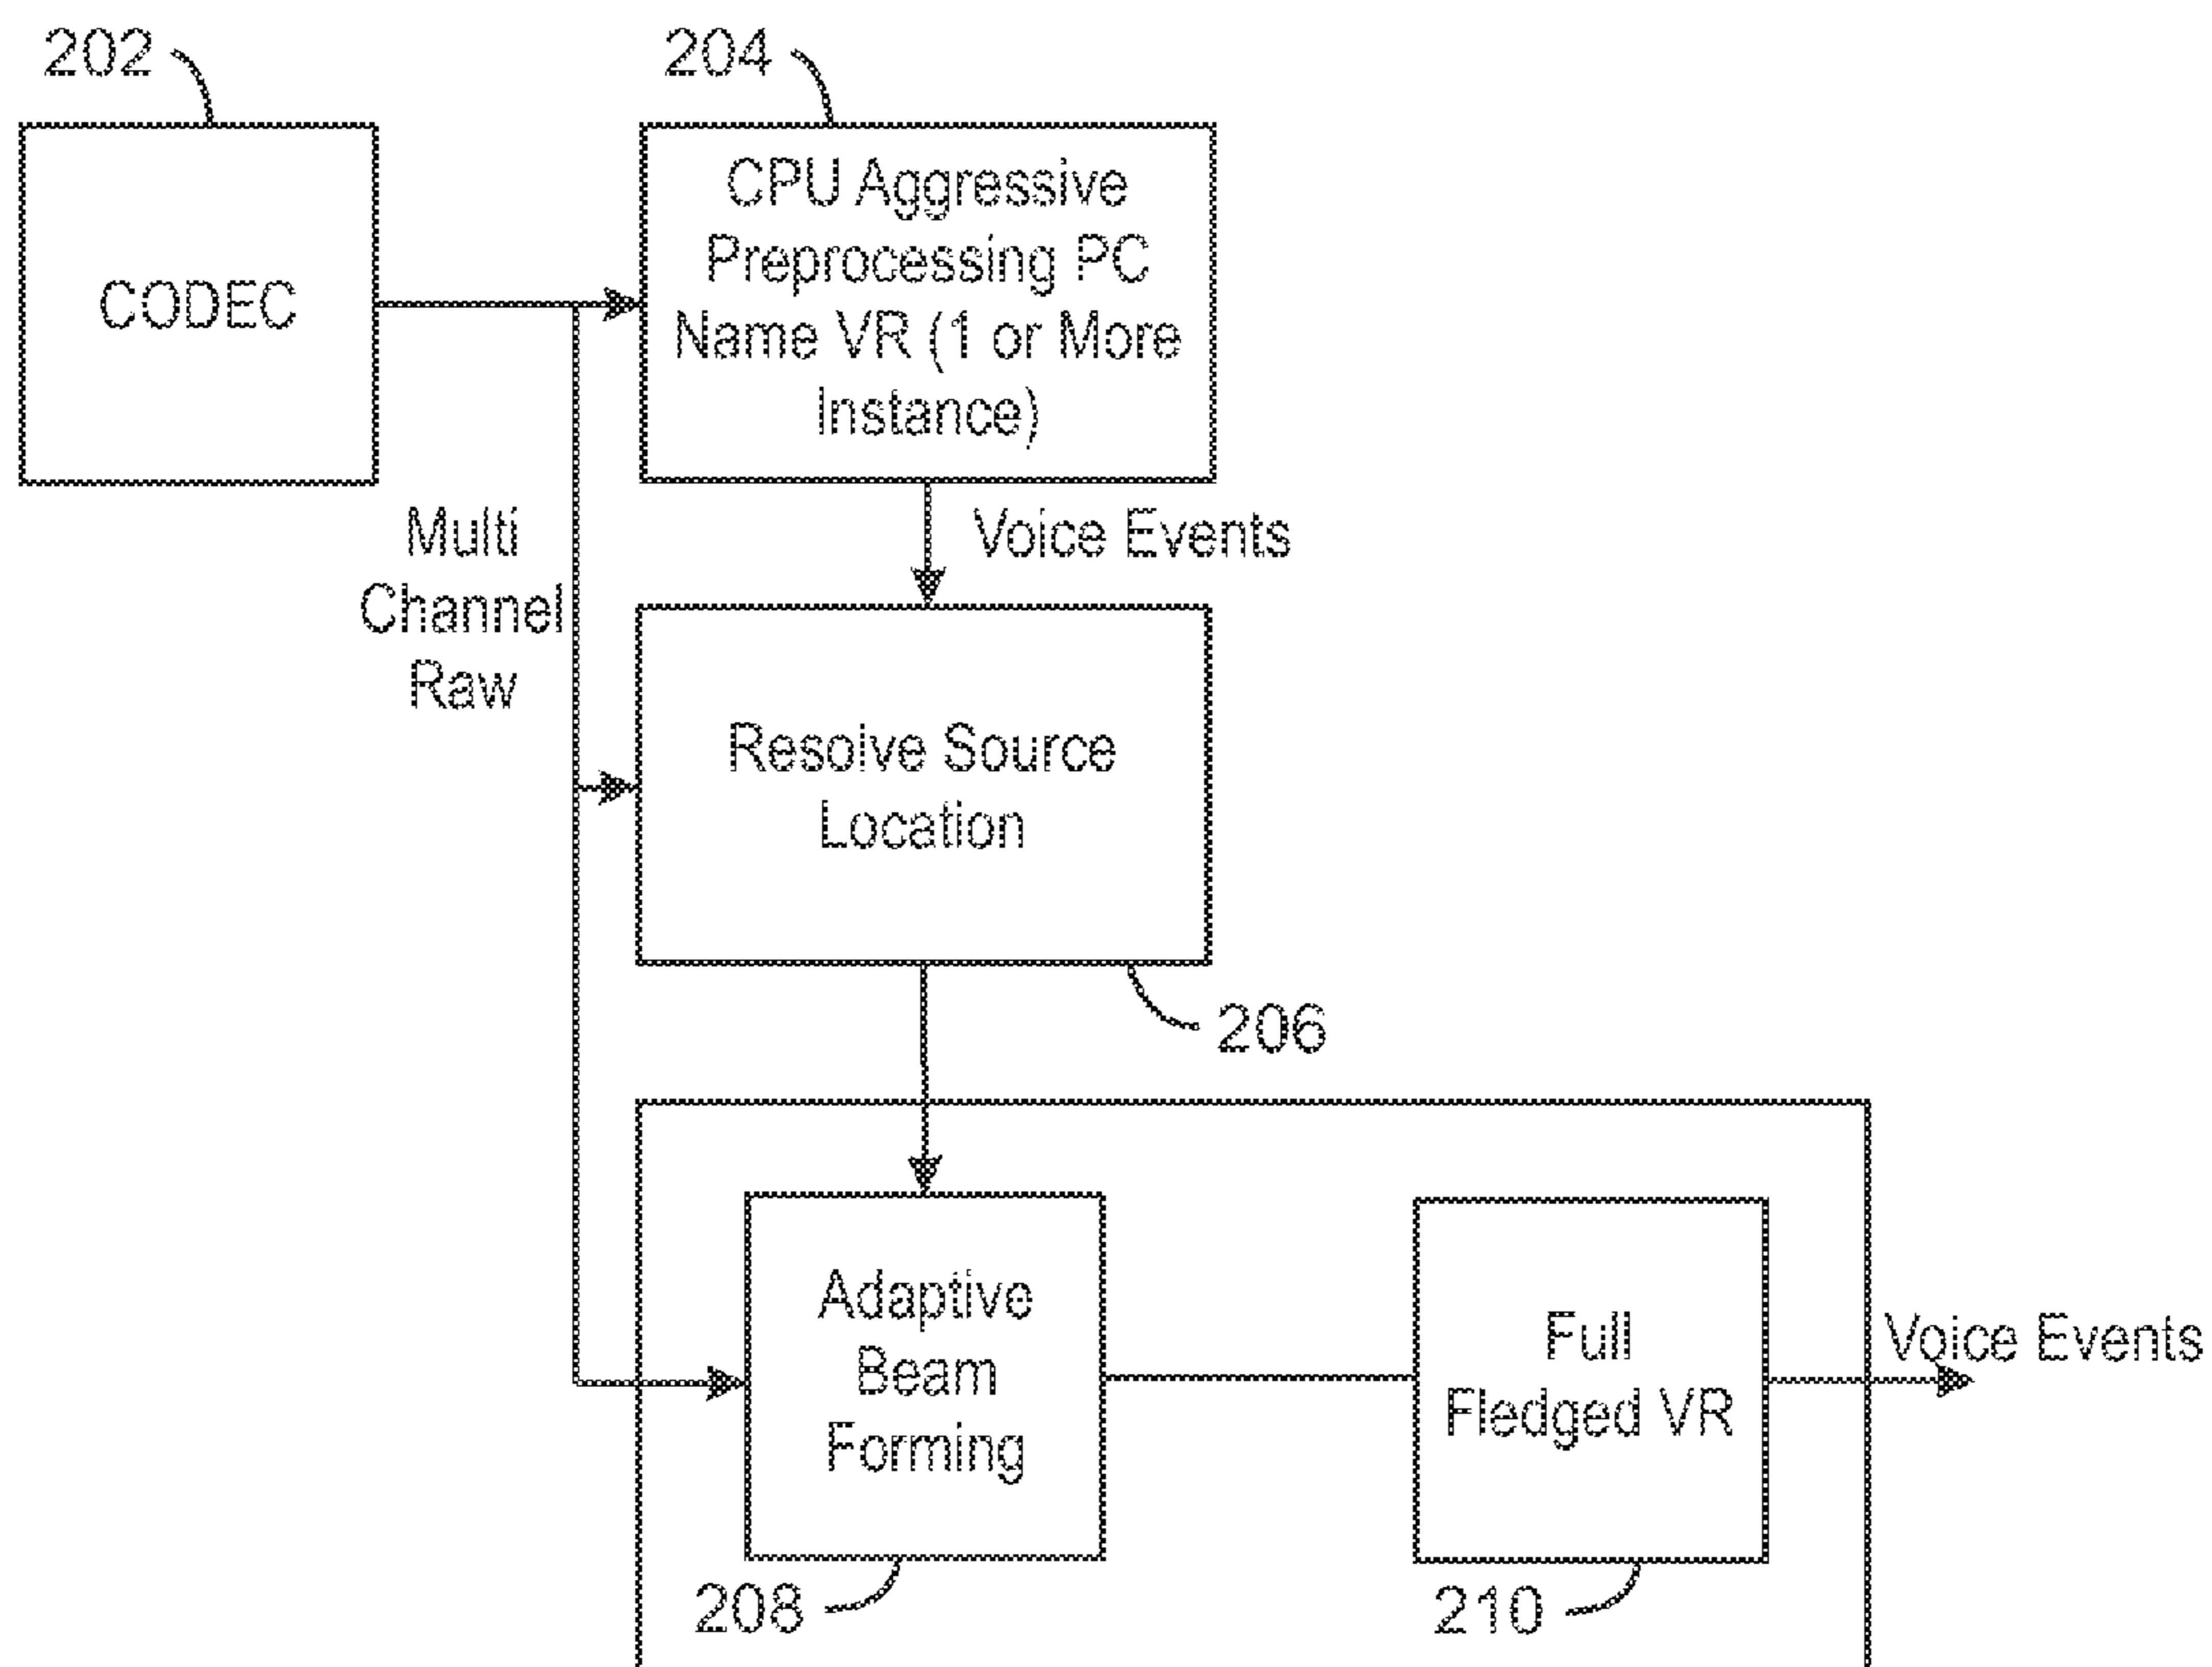 202
204
CODEC
CPU Aggressive
Preprocessing PC
Name VR (1 or More
Instance)
Multi
Channel
Raw
Voice Events
Resolve Source
Location
206
Adaptive
Beam
Forming
Full
Fledged VR
Voice Events
208
210